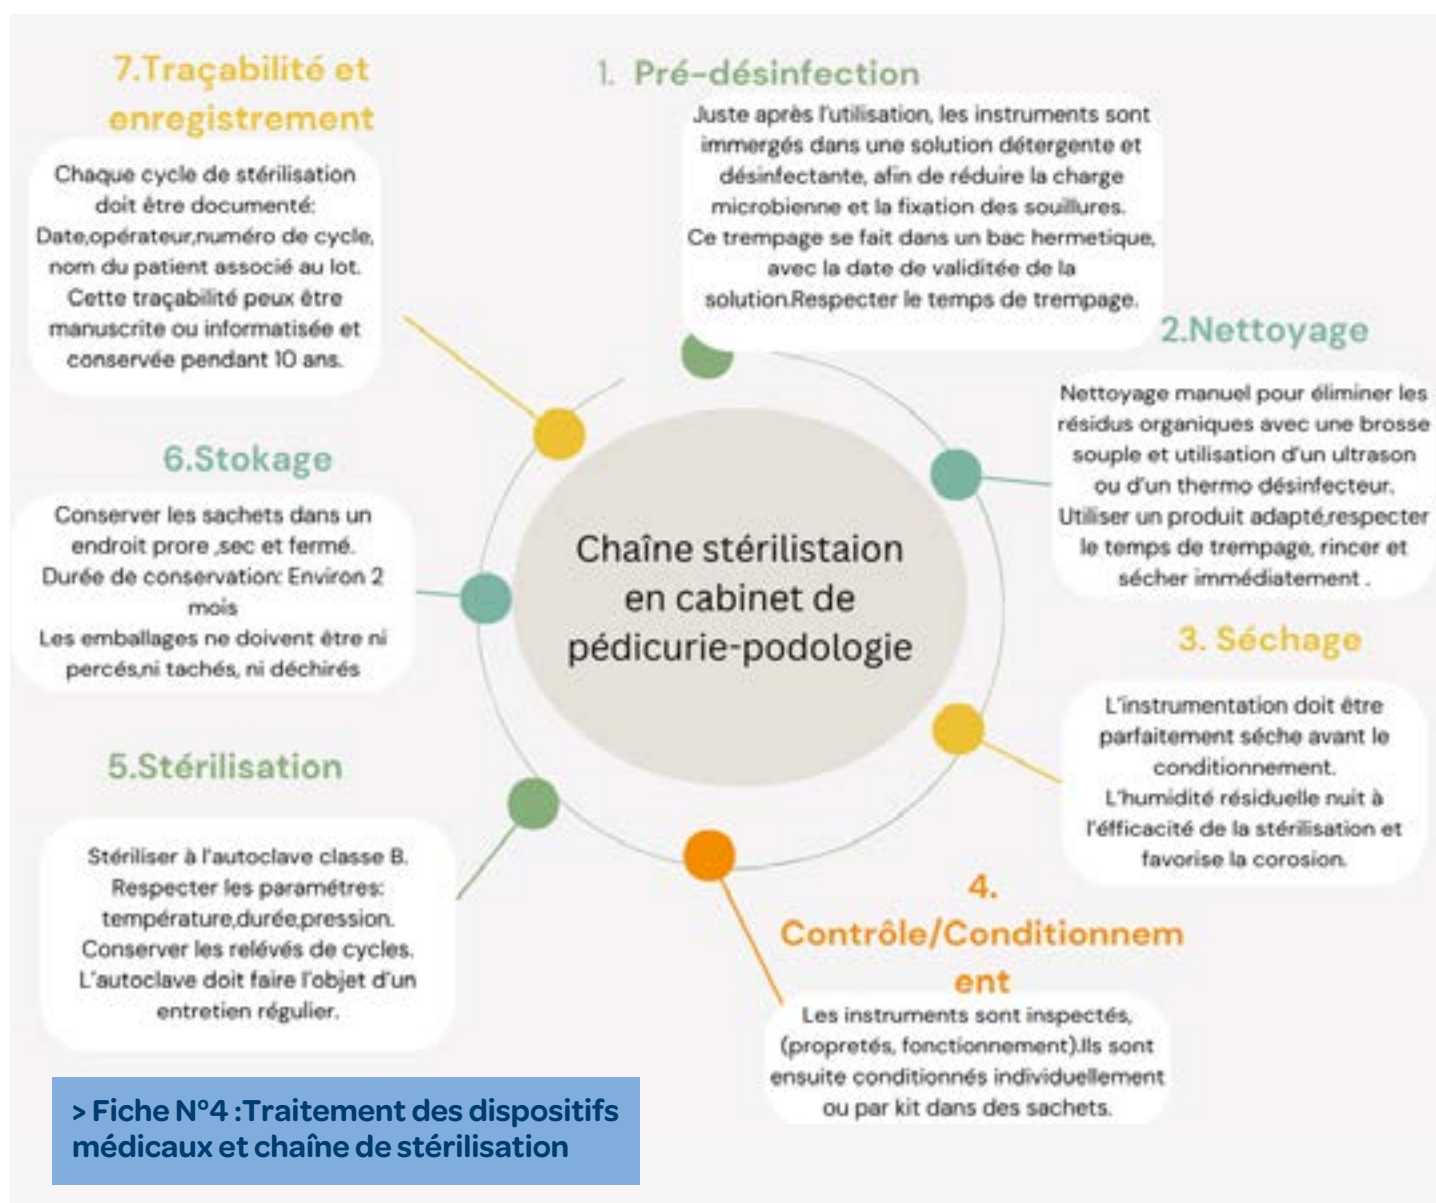 1. Pré-désinfection
Juste après l'utilisation, les instruments sont
immergés dans une solution détergente et
désinfectante, afin de réduire la charge
microbienne et la fixation des souillures.
Ce trempage se fait dans un bac hermetique,
avec la date de validitée de la
solution.Respecter le temps de trempage.
2.Nettoyage
Nettoyage manuel pour éliminer les
résidus organiques avec une brosse
souple et utilisation d'un ultrason
ou d'un thermo désinfecteur.
Utiliser un produit adapté,respecter
le temps de trempage, rincer et
sécher immédiatement .
3. Séchage
L'instrumentation doit être
parfaitement séche avant le
conditionnement.
L'humidité résiduelle nuit à
l'éfficacité de la stérilisation et
favorise la corosion.
4.
Contrôle/Conditionnem
ent
Les instruments sont inspectés,
(propretés, fonctionnement).Ils sont
ensuite conditionnés individuellement
ou par kit dans des sachets.
5.Stérilisation
Stériliser à l'autoclave classe B.
Respecter les paramétres:
température,durée,pression.
Conserver les relévés de cycles.
L'autoclave doit faire l'objet d'un
entretien régulier.
6.Stokage
Conserver les sachets dans un
endroit prore ,sec et fermé.
Durée de conservation: Environ 2
mois
Les emballages ne doivent être ni
percés,ni tachés, ni déchirés
7.Traçabilité et
enregistrement
Chaque cycle de stérilisation
doit être documenté:
Date,opérateur,numéro de cycle,
nom du patient associé au lot.
Cette traçabilité peux être
manuscrite ou informatisée et
conservée pendant 10 ans.
Chaîne stérilistaion
en cabinet de
pédicurie-podologie
> Fiche N°4 :Traitement des dispositifs
médicaux et chaîne de stérilisation